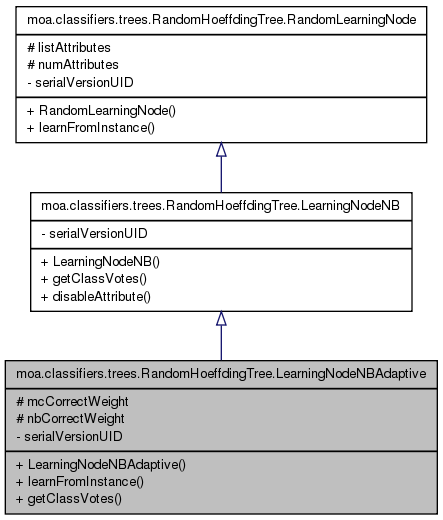 moa.classifiers.trees.RandomHoeffdingTree.RandomLearningNode
# listAttributes
# numAttributes
- serialVersionUID
+ RandomLearningNode()
+ learnFromInstance()
moa.classifiers.trees.RandomHoeffdingTree.LearningNodeNB
- serialVersionUID
+ LearningNodeNB()
+ getClassVotes()
+ disableAttribute()
moa.classifiers.trees.RandomHoeffdingTree.LearningNodeNBAdaptive
# mcCorrectWeight
# nbCorrectWeight
- serialVersionUID
+ LearningNodeNBAdaptive()
+ learnFromInstance()
+ getClassVotes()